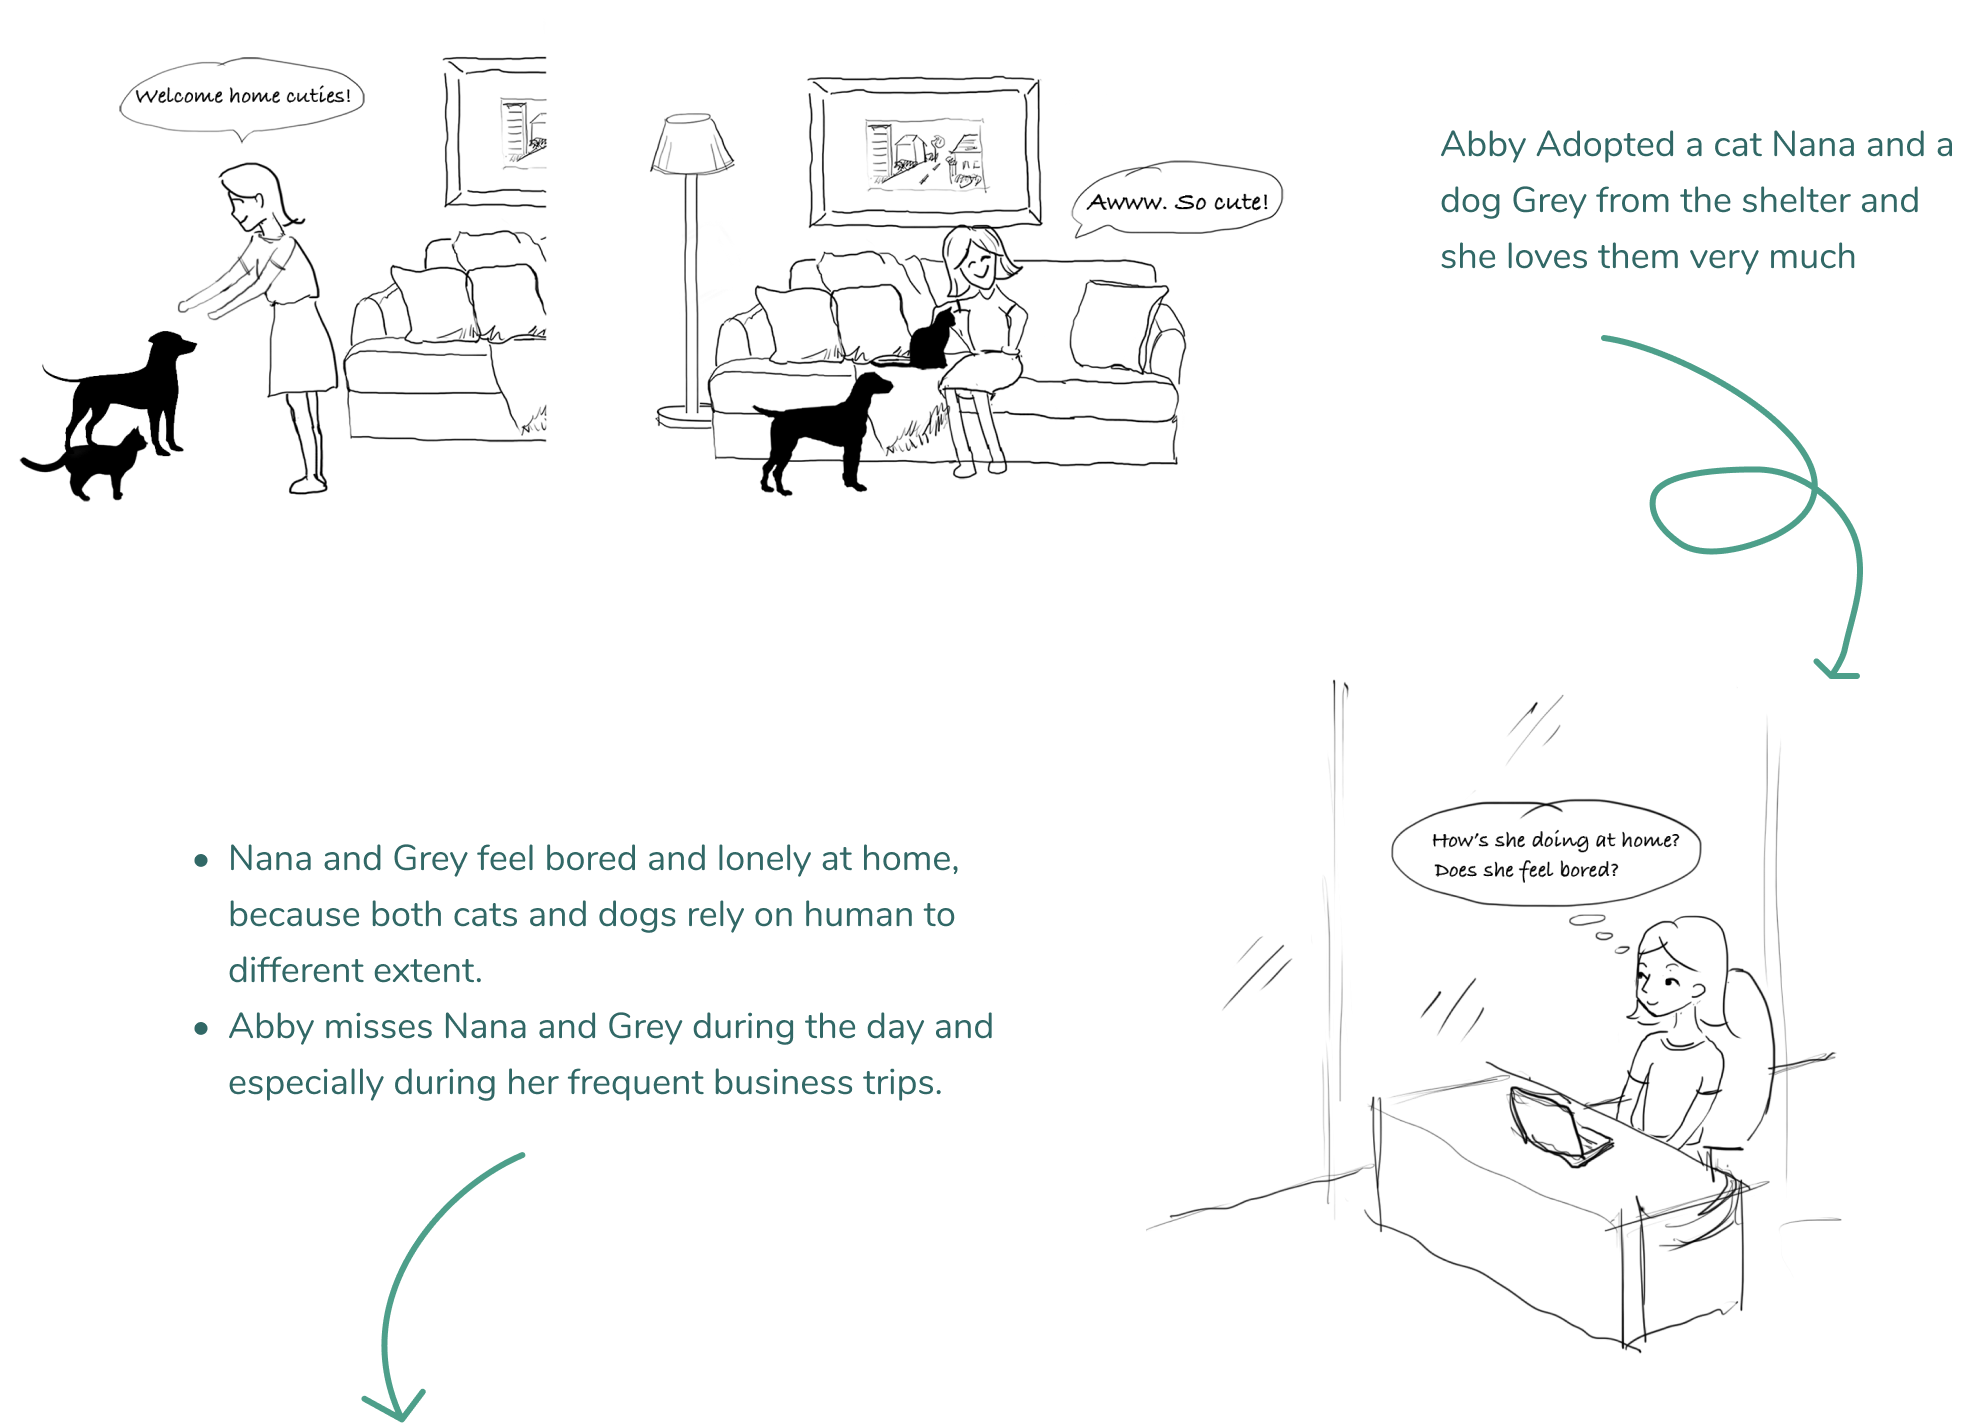 Welcome home cuties!
Awww. So cute!
Abby Adopted a cat Nana and a
dog Grey from the shelter and
she loves them very much
How's she doing at home?
Does she feel bored?
• Nana and Grey feel bored and lonely at home,
because both cats and dogs rely on human to
different extent.
• Abby misses Nana and Grey during the day and
especially during her frequent business trips.